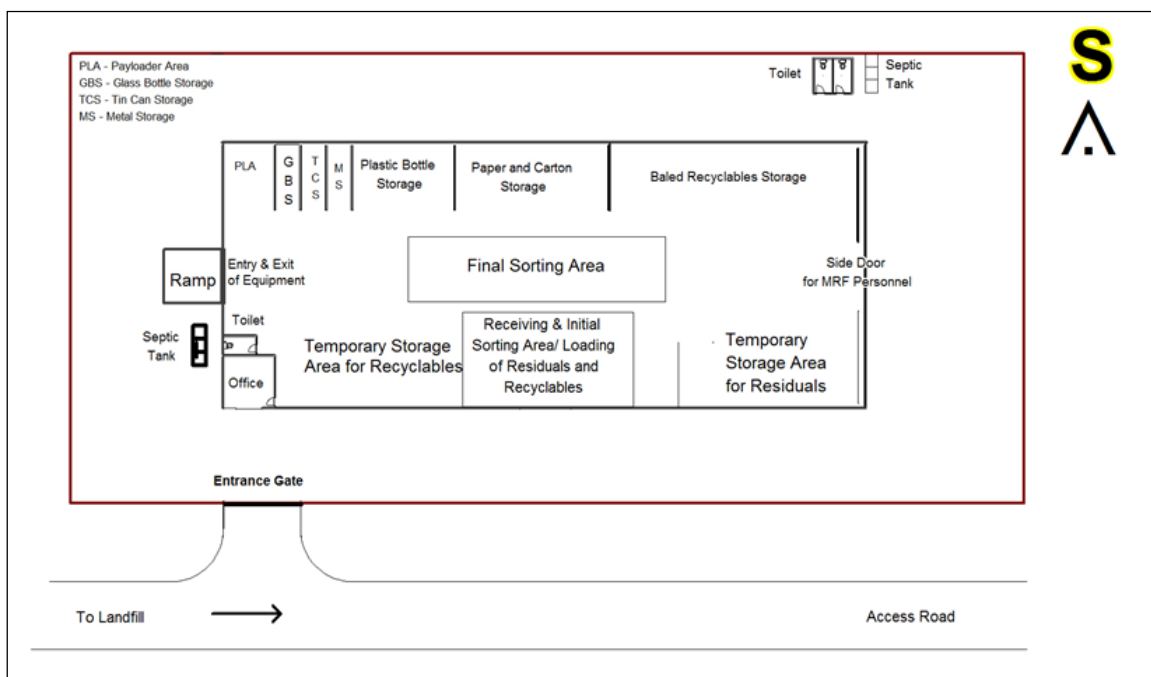 S
PLA - Payloader Area
GBS - Glass Bottle Storage
TCS - Tin Can Storage
MS - Metal Storage
Toilet
Septic
Tank
PLA
G
B
S
T
C
S
M
S
Plastic Bottle
Storage
Paper and Carton
Storage
Baled Recyclables Storage
Ramp
Entry & Exit
of Equipment
Final Sorting Area
Side Door
for MRF Personnel
Septic
Tank
Toilet
Office
Temporary Storage
Area for Recyclables
Receiving & Initial
Sorting Area/ Loading
of Residuals and
Recyclables
Temporary
Storage Area
for Residuals
Entrance Gate
To Landfill
Access Road